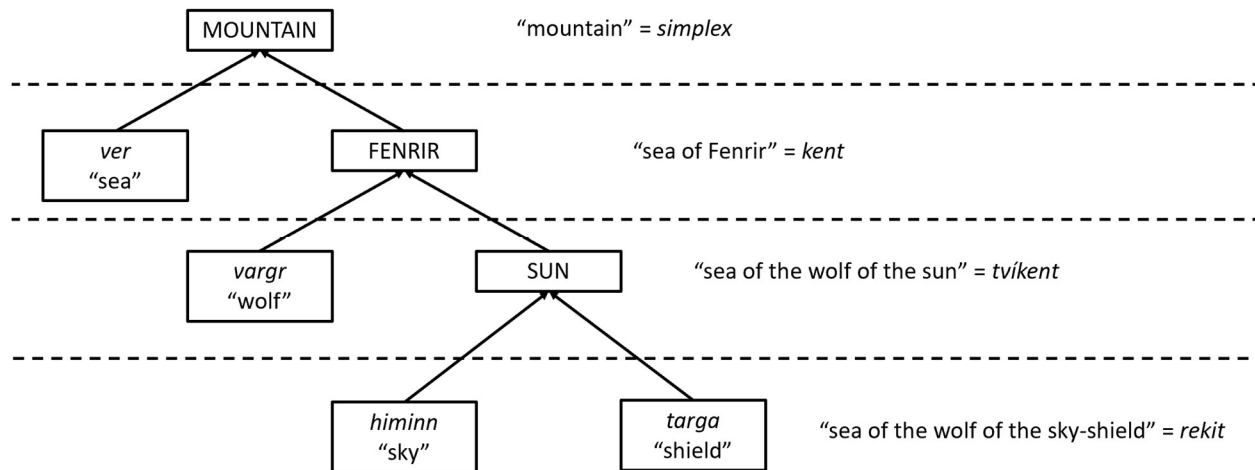 MOUNTAIN
“mountain” = simplex
ver
“sea”
FENRIR
“sea of Fenrir” = kent
vargr
“wolf”
SUN
“sea of the wolf of the sun” = tvíkent
himinn
“sky”
targa
“shield”
“sea of the wolf of the sky-shield” = rekit